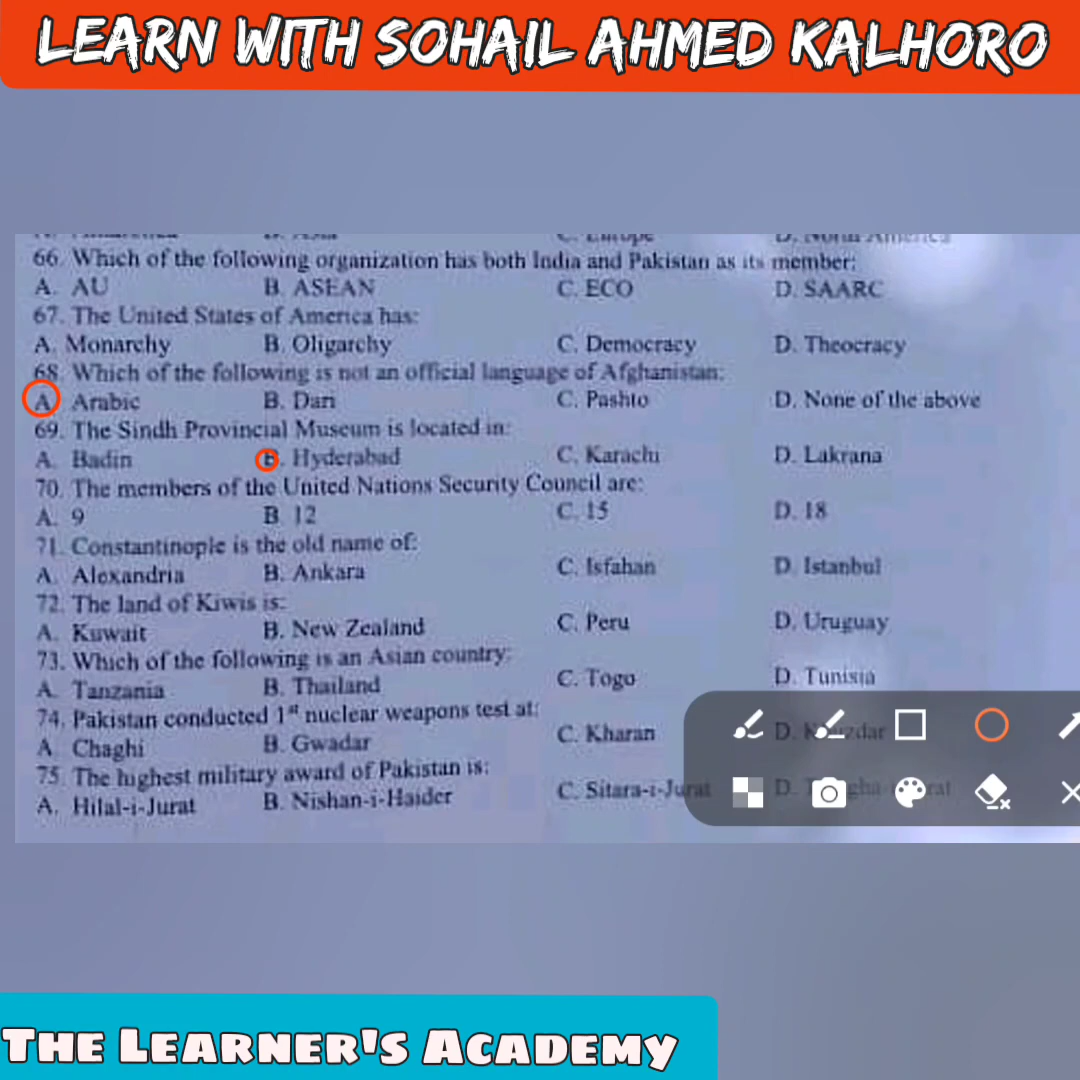 LEARN WITH SOHAIL AHMED KALHORO
66. Which of the following organization has both India and Pakistan as its member:
A. AU B. ASEAN C. ECO D. SAARC
67. The United States of America has:
A. Monarchy B. Oligarchy C. Democracy D. Theocracy
68. Which of the following is not an official language of Afghanistan:
A. Arabic B. Dari C. Pashto D. None of the above
69. The Sindh Provincial Museum is located in:
A. Badin B. Hyderabad C. Karachi D. Lakrana
70. The members of the United Nations Security Council are:
A. 9 B. 12 C. 15 D. 18
71. Constantinople is the old name of:
A. Alexandria B. Ankara C. Isfahan D. Istanbul
72. The land of Kiwis is:
A. Kuwait B. New Zealand C. Peru D. Uruguay
73. Which of the following is an Asian country:
A. Tanzania B. Thailand C. Togo D. Tunisia
74. Pakistan conducted 1st nuclear weapons test at:
A. Chaghi B. Gwadar C. Kharan D.
75. The highest military award of Pakistan is:
A. Hilal-i-Jurat B. Nishan-i-Haider C. Sitara-i-Jurat D.
THE LEARNER'S ACADEMY